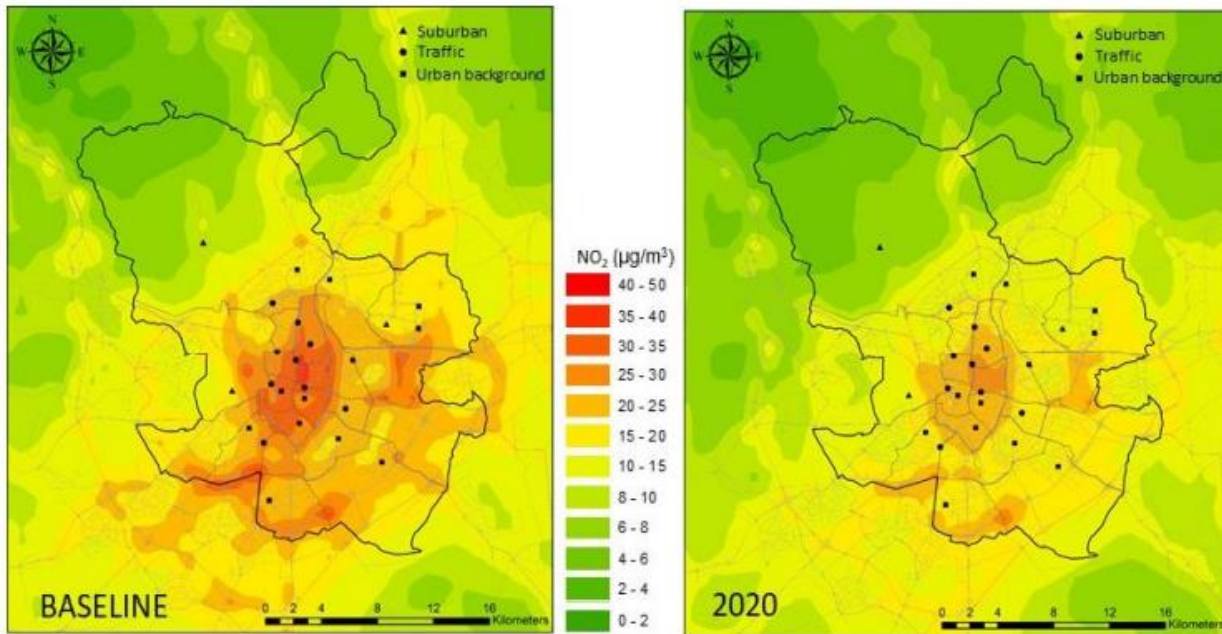 N
W E
S
Suburban
Traffic
Urban background
BASELINE
0 2 4 8 12 16
Kilometers
NO₂ (µg/m³)
40 - 50
35 - 40
30 - 35
25 - 30
20 - 25
15 - 20
10 - 15
8 - 10
6 - 8
4 - 6
2 - 4
0 - 2
N
W E
S
Suburban
Traffic
Urban background
2020
0 2 4 8 12 16
Kilometers